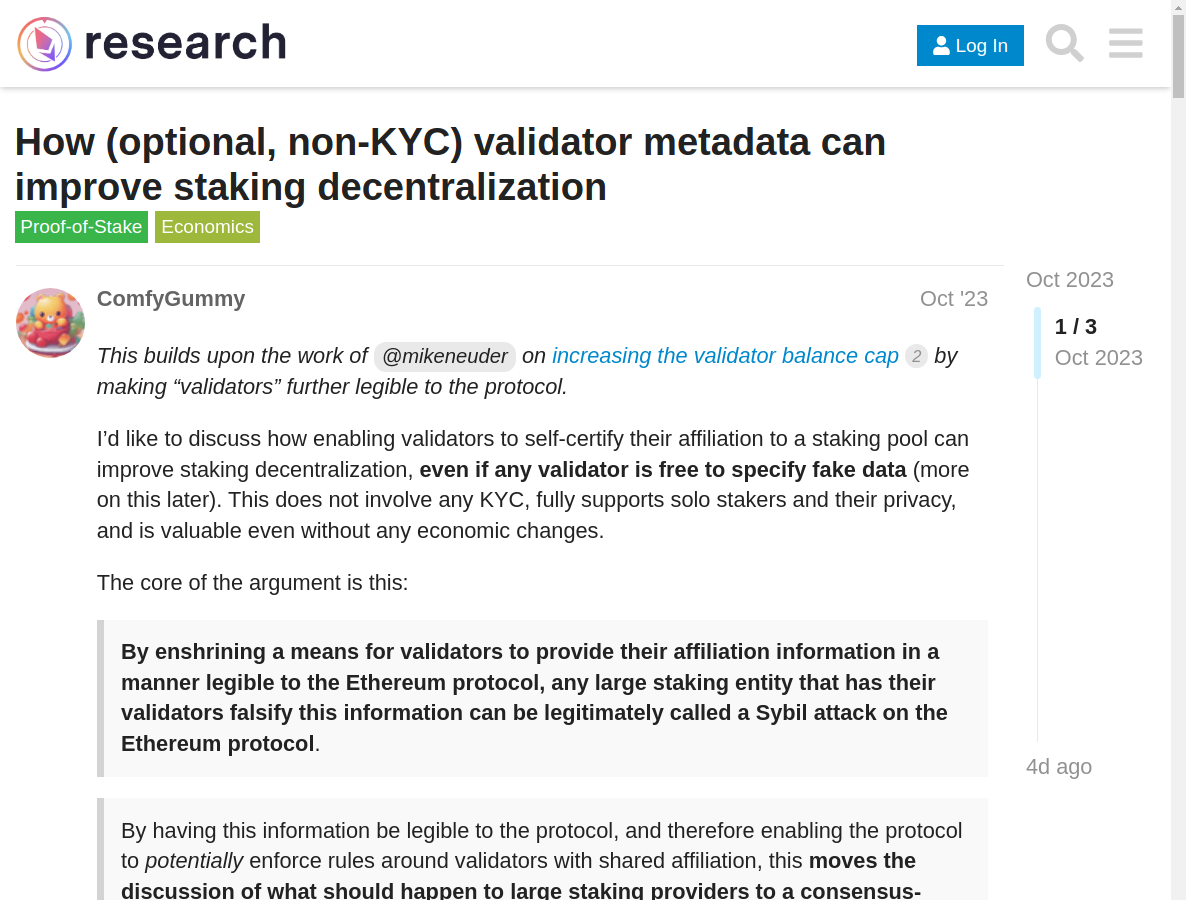 research
Log In
How (optional, non-KYC) validator metadata can
improve staking decentralization
Proof-of-Stake Economics
Oct 2023
ComfyGummy Oct '23
1 / 3
Oct 2023
This builds upon the work of @mikeneuder on increasing the validator balance cap 2 by
making “validators” further legible to the protocol.
I’d like to discuss how enabling validators to self-certify their affiliation to a staking pool can
improve staking decentralization, even if any validator is free to specify fake data (more
on this later). This does not involve any KYC, fully supports solo stakers and their privacy,
and is valuable even without any economic changes.
The core of the argument is this:
By enshrining a means for validators to provide their affiliation information in a
manner legible to the Ethereum protocol, any large staking entity that has their
validators falsify this information can be legitimately called a Sybil attack on the
Ethereum protocol.
4d ago
By having this information be legible to the protocol, and therefore enabling the protocol
to potentially enforce rules around validators with shared affiliation, this moves the
discussion of what should happen to large staking providers to a consensus-